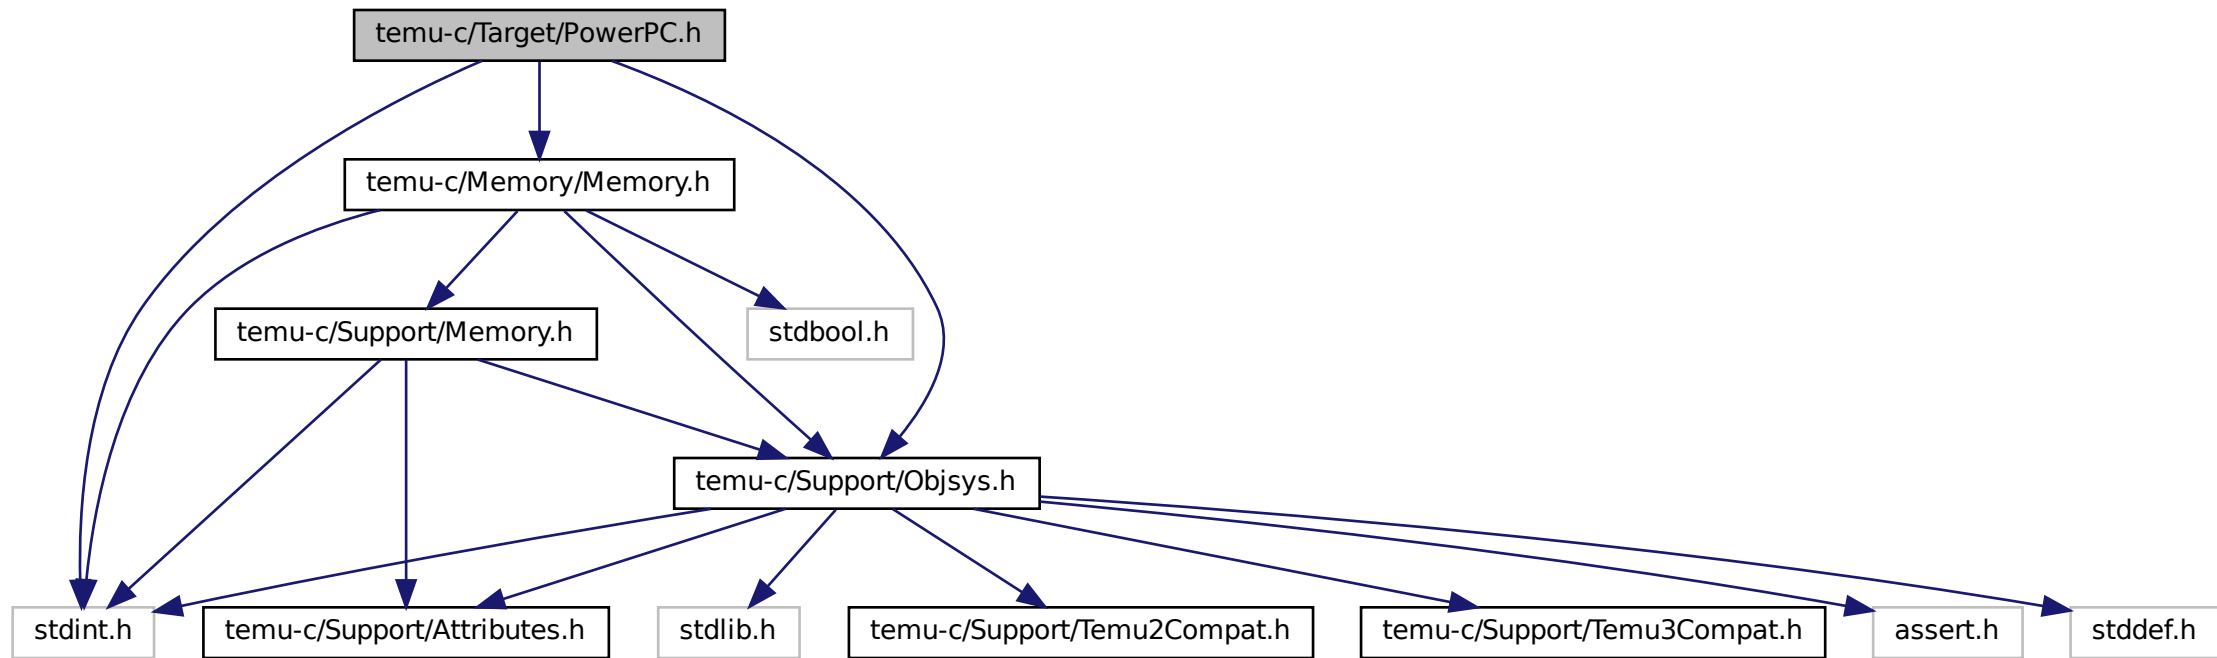 temu-c/Target/PowerPC.h
temu-c/Memory/Memory.h
temu-c/Support/Memory.h
stdbool.h
temu-c/Support/Objsys.h
stdint.h
temu-c/Support/Attributes.h
stdlib.h
temu-c/Support/Temu2Compat.h
temu-c/Support/Temu3Compat.h
assert.h
stddef.h